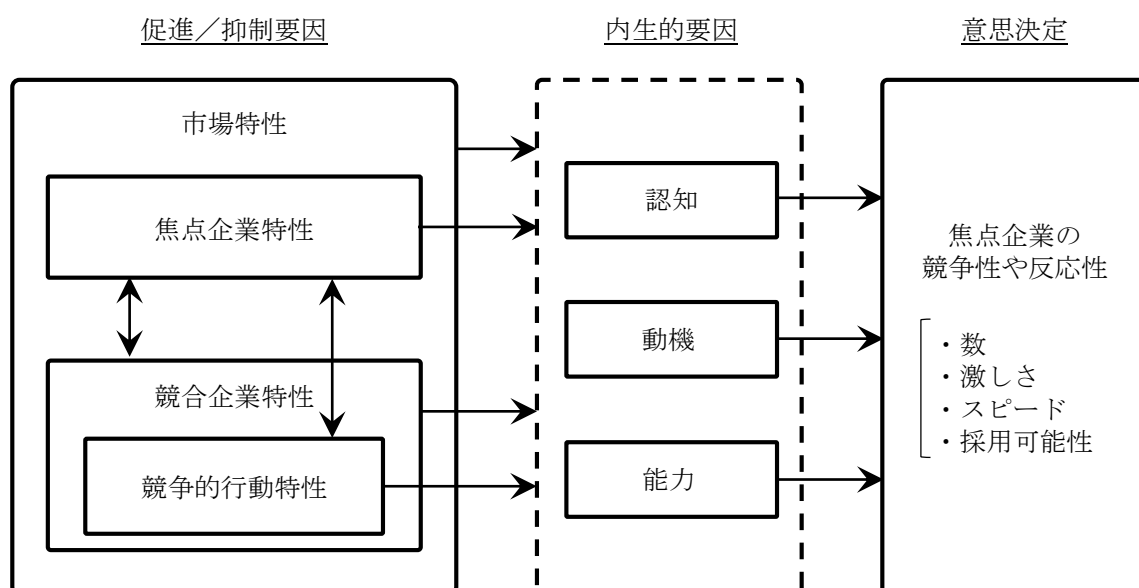 促進／抑制要因
内生的要因
意思決定
市場特性
焦点企業特性
競合企業特性
競争的行動特性
認知
動機
能力
焦点企業の
競争性や反応性
・数
・激しさ
・スピード
・採用可能性